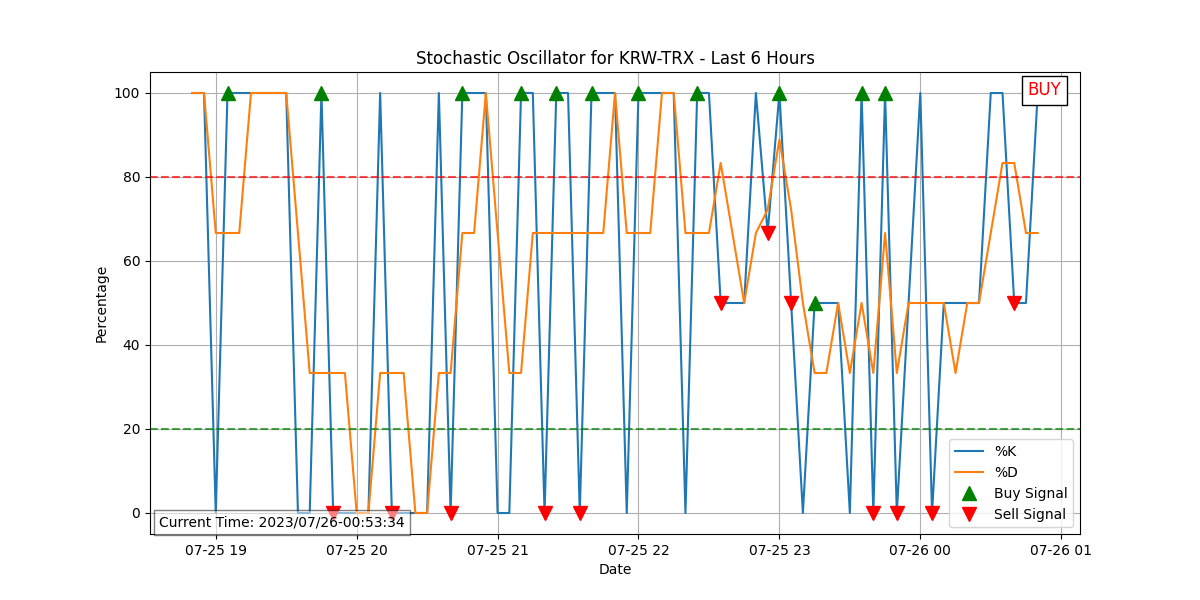 Stochastic Oscillator for KRW-TRX - Last 6 Hours
BUY
100
80
60
40
20
0
Percentage
%K
%D
Buy Signal
Sell Signal
Current Time: 2023/07/26-00:53:34
07-25 19
07-25 20
07-25 21
07-25 22
07-25 23
07-26 00
07-26 01
Date